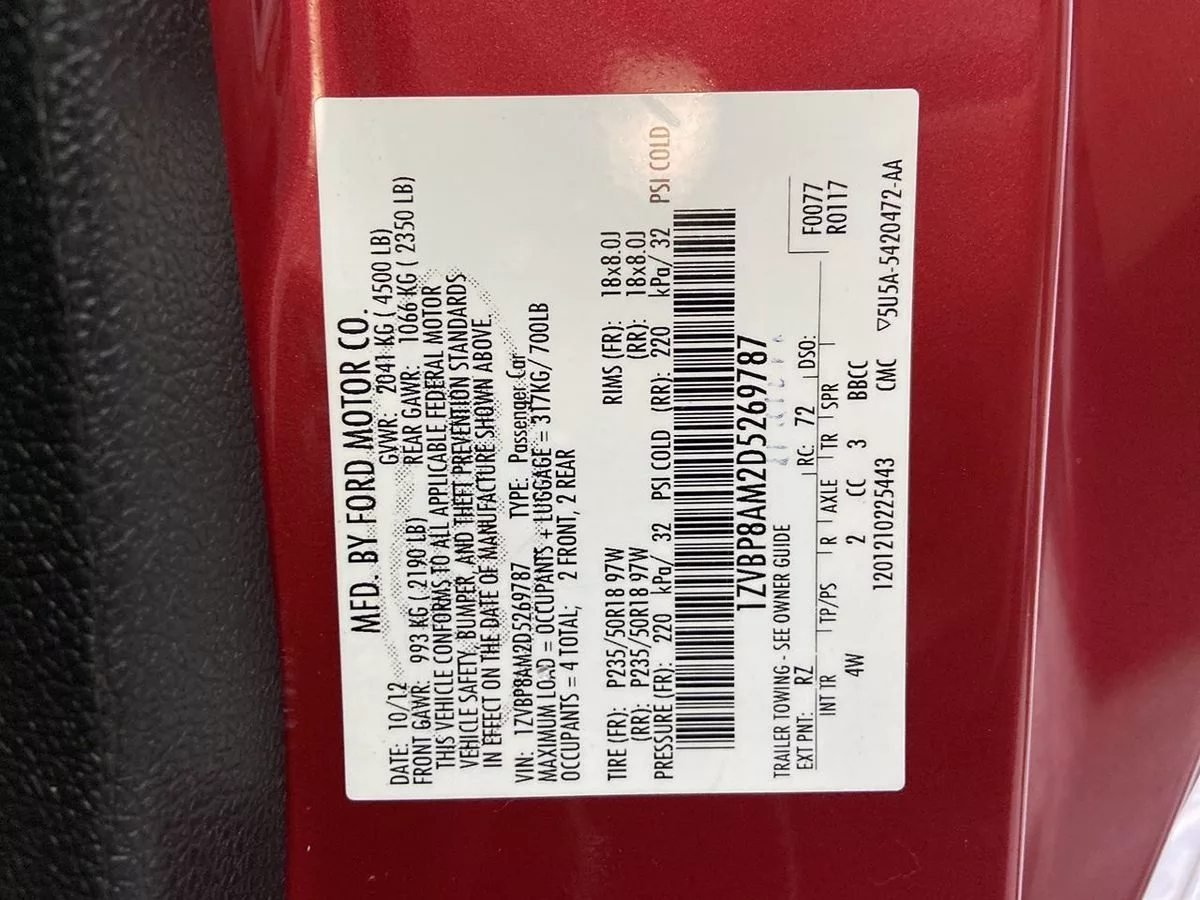 MFD. BY FORD MOTOR CO.
DATE: 10/12 GVWR: 2041 KG ( 4500 LB)
FRONT GAWR: 993 KG ( 2190 LB) REAR GAWR: 1066 KG ( 2350 LB)
THIS VEHICLE CONFORMS TO ALL APPLICABLE FEDERAL MOTOR
VEHICLE SAFETY, BUMPER, AND THEFT PREVENTION STANDARDS
IN EFFECT ON THE DATE OF MANUFACTURE SHOWN ABOVE.
VIN: 1ZVBP8AM2D5269787 TYPE: Passenger Car
MAXIMUM LOAD = OCCUPANTS + LUGGAGE = 317KG/ 700LB
OCCUPANTS = 4 TOTAL; 2 FRONT, 2 REAR
TIRE (FR): P235/50R18 97W RIMS (FR): 18x8.0J
(RR): P235/50R18 97W (RR): 18x8.0J
PRESSURE (FR): 220 kPa/ 32 PSI COLD (RR): 220 kPa/ 32 PSI COLD
1ZVBP8AM2D5269787
TRAILER TOWING - SEE OWNER GUIDE
EXT PNT: RZ RC: 72 DSO: F0077
R0117
INT TR TP/PS R AXLE TR SPR
4W 2 CC 3 BBCC
1201210225443 CMC ▽5U5A-5420472-AA